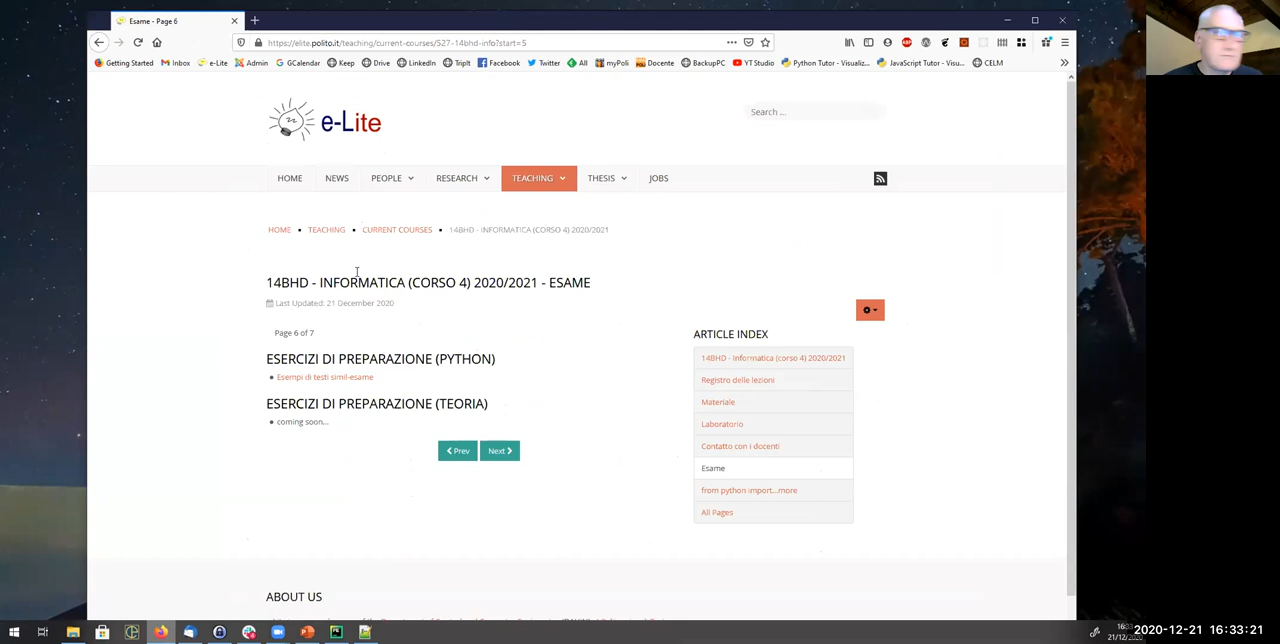 Esame - Page 6
https://elite.polito.it/teaching/current-courses/527-14bhd-info?start=5
Getting Started Inbox e-Lite Admin GCalendar Keep Drive LinkedIn TripIt Facebook Twitter All myPoli Docente BackupPC YT Studio Python Tutor - Visualiz... JavaScript Tutor - Visu... CELM
e-Lite
Search ...
HOME NEWS PEOPLE RESEARCH TEACHING THESIS JOBS
HOME TEACHING CURRENT COURSES 14BHD - INFORMATICA (CORSO 4) 2020/2021
14BHD - INFORMATICA (CORSO 4) 2020/2021 - ESAME
Last Updated: 21 December 2020
Page 6 of 7
ESERCIZI DI PREPARAZIONE (PYTHON)
Esempi di testi simil-esame
ESERCIZI DI PREPARAZIONE (TEORIA)
coming soon...
Prev Next
ARTICLE INDEX
14BHD - Informatica (corso 4) 2020/2021
Registro delle lezioni
Materiale
Laboratorio
Contatto con i docenti
Esame
from python import...more
All Pages
ABOUT US
21/12/2020
2020-12-21 16:33:21